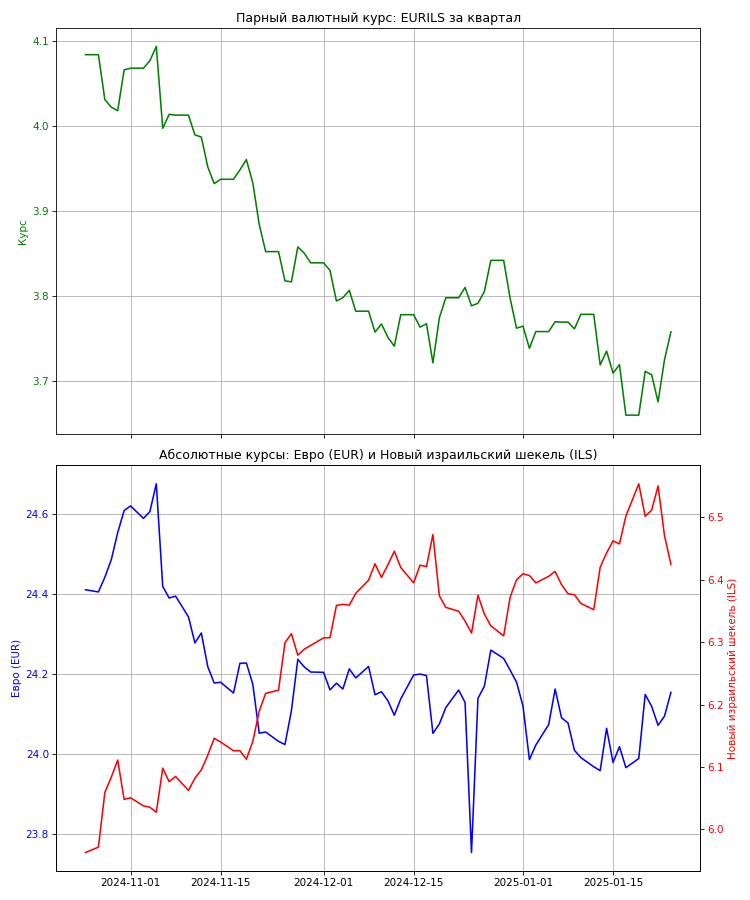 Парный валютный курс: EURILS за квартал
4.1
4.0
3.9
3.8
3.7
Курс
Абсолютные курсы: Евро (EUR) и Новый израильский шекель (ILS)
24.6
24.4
24.2
24.0
23.8
Евро (EUR)
6.5
6.4
6.3
6.2
6.1
6.0
Новый израильский шекель (ILS)
2024-11-01 2024-11-15 2024-12-01 2024-12-15 2025-01-01 2025-01-15